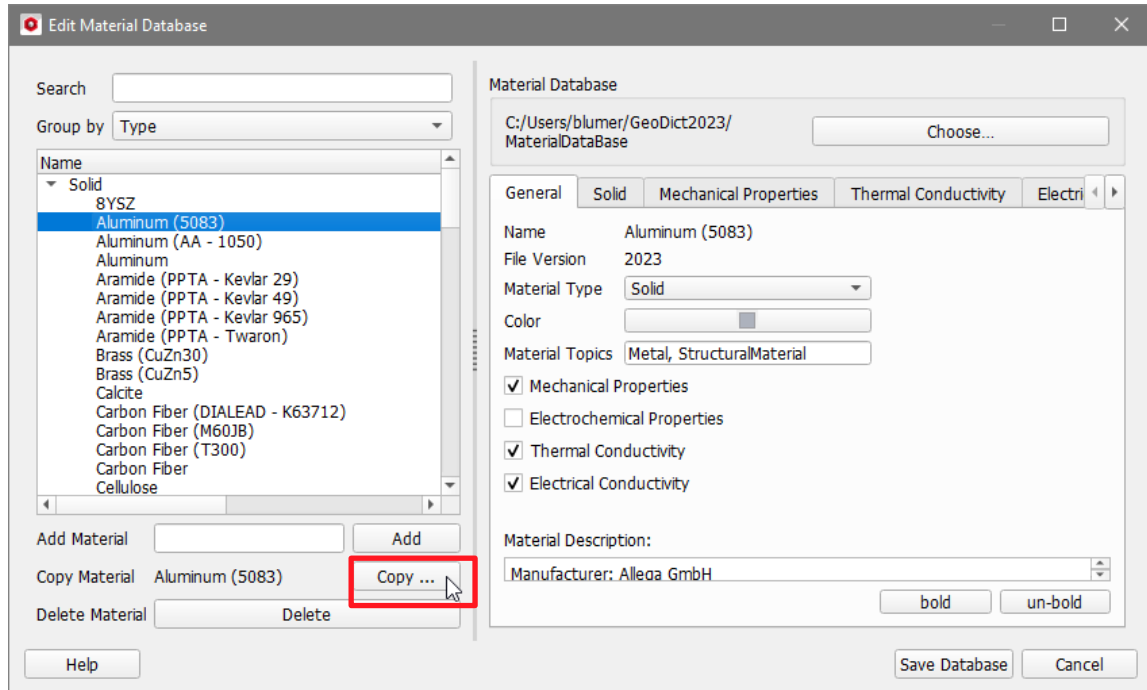 Edit Material Database
Search
Group by Type
Name
Solid
8YSZ
Aluminum (5083)
Aluminum (AA - 1050)
Aluminum
Aramide (PPTA - Kevlar 29)
Aramide (PPTA - Kevlar 49)
Aramide (PPTA - Kevlar 965)
Aramide (PPTA - Twaron)
Brass (CuZn30)
Brass (CuZn5)
Calcite
Carbon Fiber (DIALEAD - K63712)
Carbon Fiber (M60JB)
Carbon Fiber (T300)
Carbon Fiber
Cellulose
Add Material Add
Copy Material Aluminum (5083) Copy ...
Delete Material Delete
Help
Material Database
C:/Users/blumer/GeoDict2023/
MaterialDataBase
Choose...
General Solid Mechanical Properties Thermal Conductivity Electri
Name Aluminum (5083)
File Version 2023
Material Type Solid
Color
Material Topics Metal, StructuralMaterial
Mechanical Properties
Electrochemical Properties
Thermal Conductivity
Electrical Conductivity
Material Description:
Manufacturer: Allega GmbH
bold un-bold
Save Database Cancel